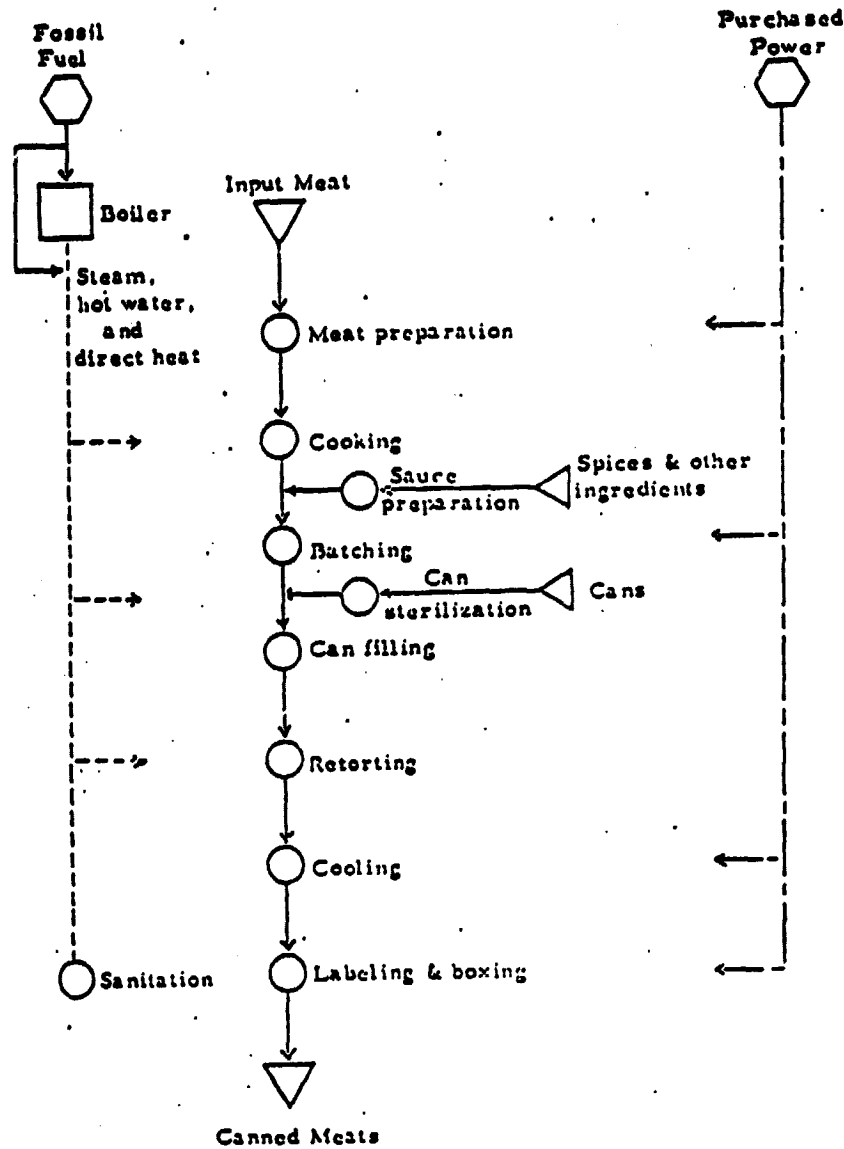 Fossil
Fuel
Purchased
Power
Boiler
Input Meat
Steam,
hot water,
and
direct heat
Meat preparation
Cooking
Sauce
preparation
Spices & other
ingredients
Batching
Can
sterilization
Cans
Can filling
Retorting
Cooling
Sanitation
Labeling & boxing
Canned Meats